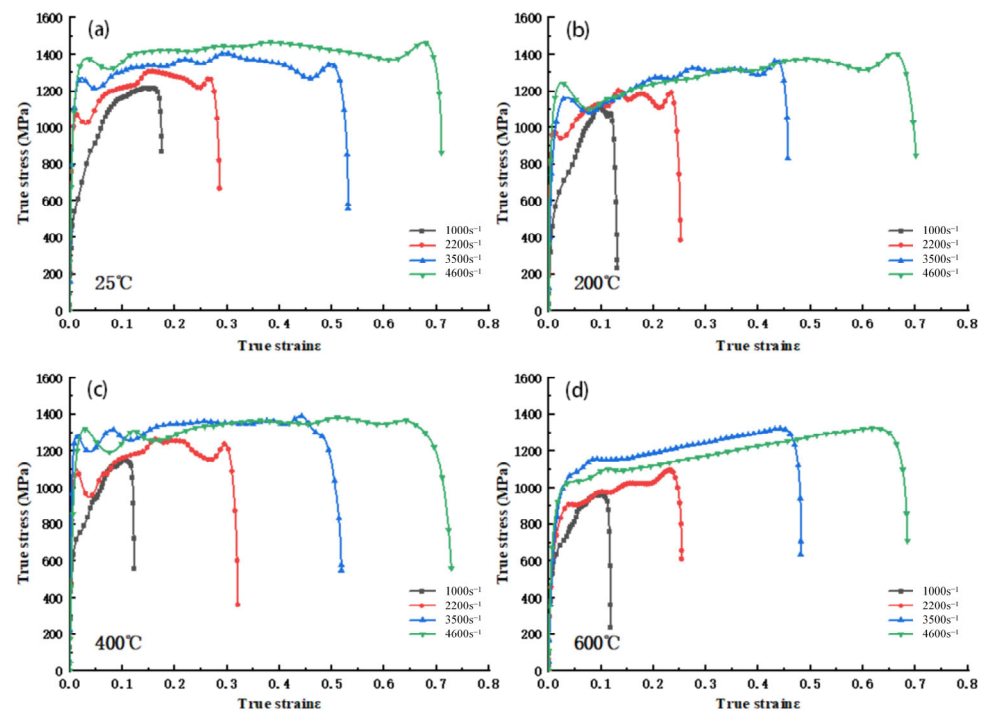 (a)
1600
1400
1200
1000
800
600
400
200
0
True stress (MPa)
25℃
1000s⁻¹
2200s⁻¹
3500s⁻¹
4600s⁻¹
0.0 0.1 0.2 0.3 0.4 0.5 0.6 0.7 0.8
True strainε
(b)
1600
1400
1200
1000
800
600
400
200
0
True stress (MPa)
200℃
1000s⁻¹
2200s⁻¹
3500s⁻¹
4600s⁻¹
0.0 0.1 0.2 0.3 0.4 0.5 0.6 0.7 0.8
True strainε
(c)
1600
1400
1200
1000
800
600
400
200
0
True stress (MPa)
400℃
1000s⁻¹
2200s⁻¹
3500s⁻¹
4600s⁻¹
0.0 0.1 0.2 0.3 0.4 0.5 0.6 0.7 0.8
True strainε
(d)
1600
1400
1200
1000
800
600
400
200
0
True stress (MPa)
600℃
1000s⁻¹
2200s⁻¹
3500s⁻¹
4600s⁻¹
0.0 0.1 0.2 0.3 0.4 0.5 0.6 0.7 0.8
True strainε